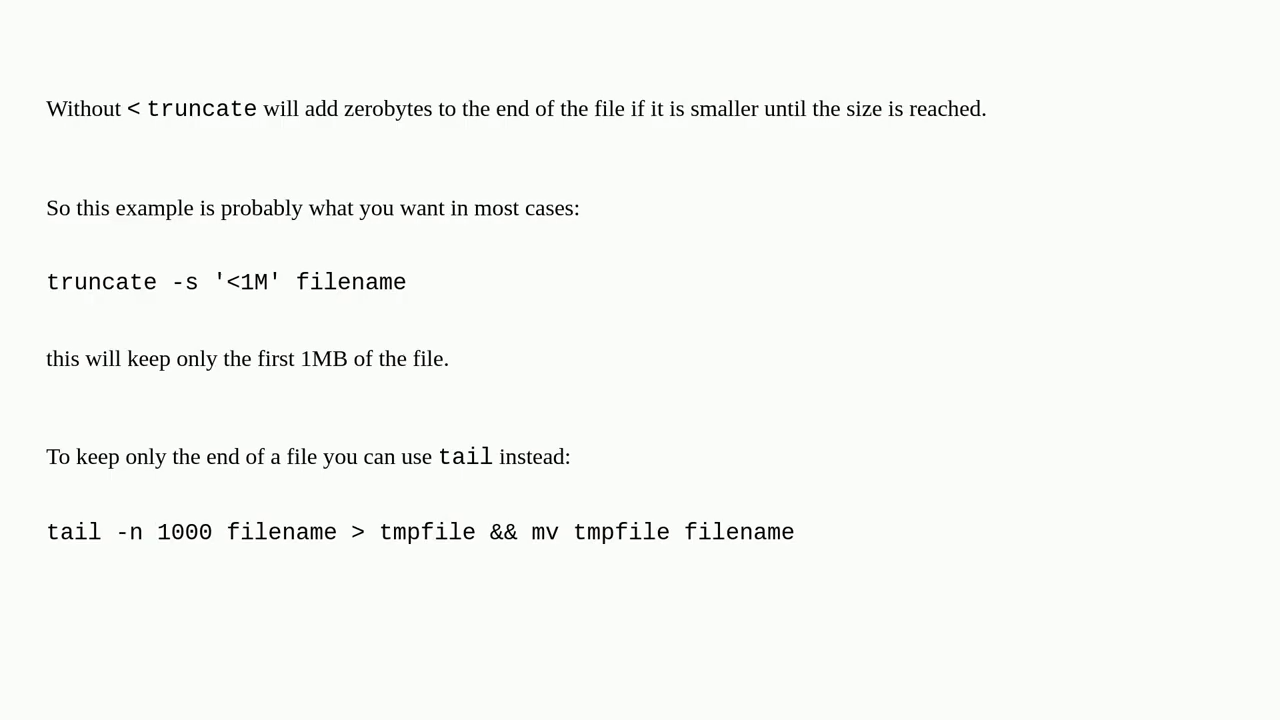 Without < truncate will add zerobytes to the end of the file if it is smaller until the size is reached.
So this example is probably what you want in most cases:
truncate -s '<1M' filename
this will keep only the first 1MB of the file.
To keep only the end of a file you can use tail instead:
tail -n 1000 filename > tmpfile && mv tmpfile filename